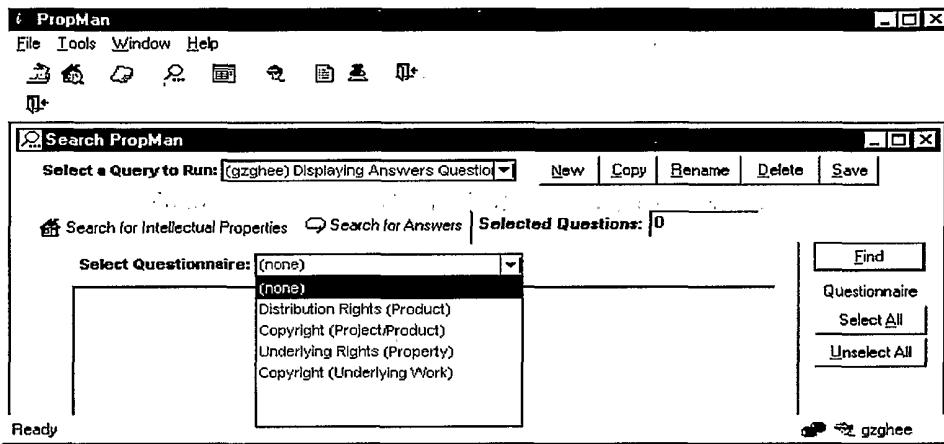 PropMan
File Tools Window Help
Search PropMan
Select a Query to Run: (gzghee) Displaying Answers Questio New Copy Rename Delete Save
Search for Intellectual Properties Search for Answers Selected Questions: 0
Select Questionnaire: (none) Find
(none) Questionnaire
Distribution Rights (Product) Select All
Copyright (Project/Product)
Underlying Rights (Property) Unselect All
Copyright (Underlying Work)
Ready gzghee